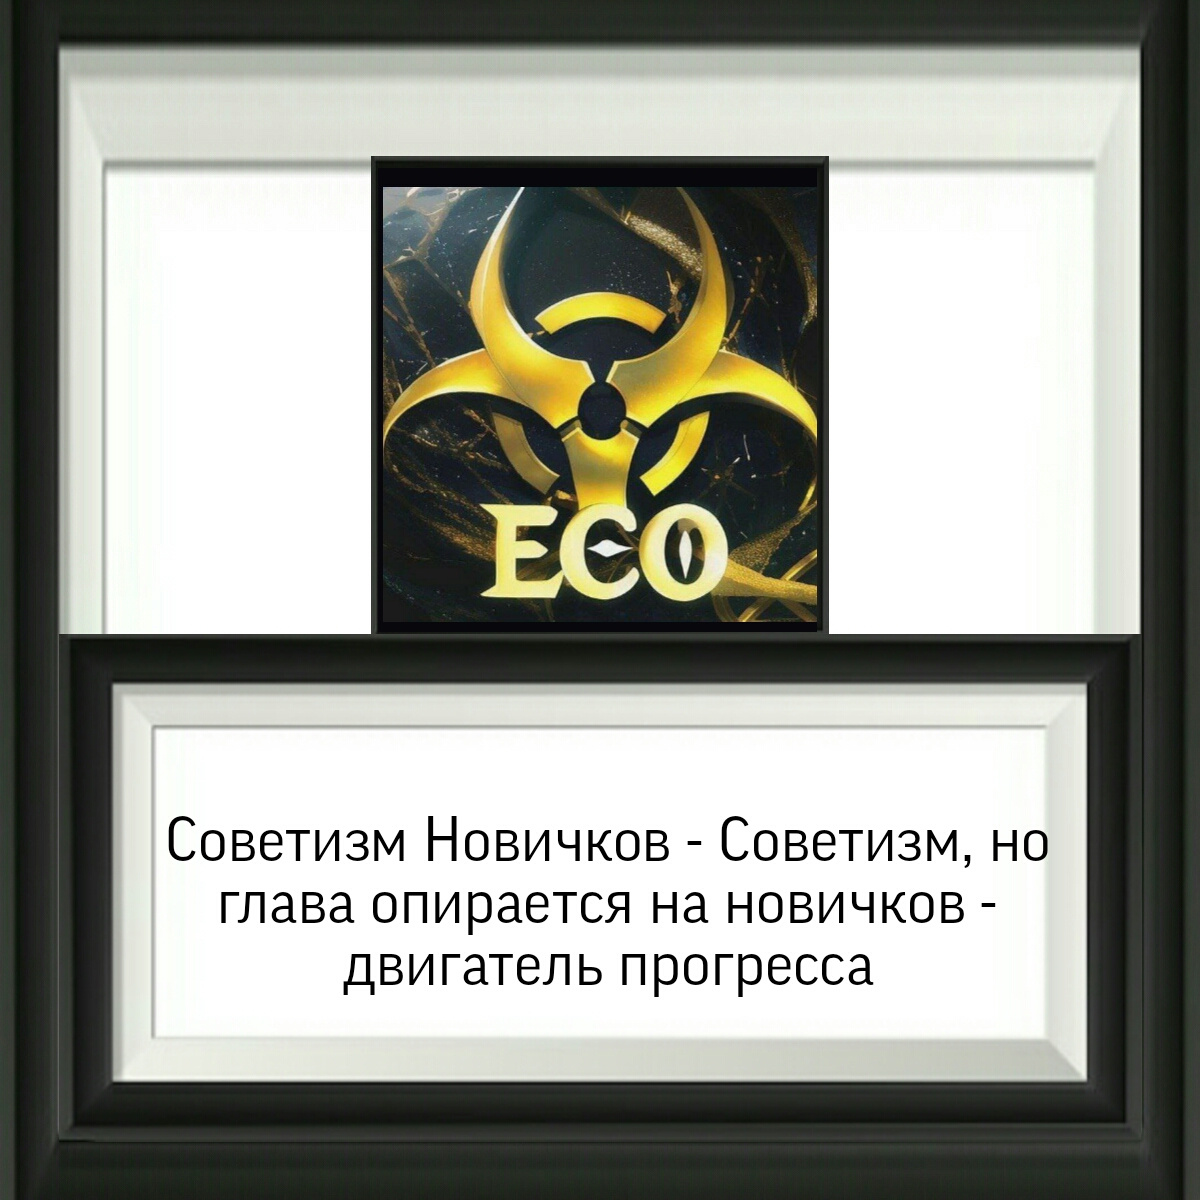 ECO
Советизм Новичков - Советизм, но
глава опирается на новичков -
двигатель прогресса